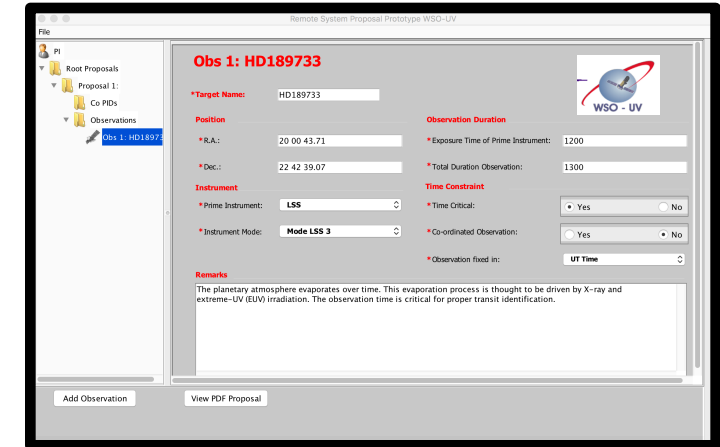 Remote System Proposal Prototype WSO-UV
File
PI
Root Proposals
Proposal 1:
Co PIDs
Observations
Obs 1: HD18973
Obs 1: HD189733
WSO - UV
*Target Name: HD189733
Position Observation Duration
*R.A.: 20 00 43.71 *Exposure Time of Prime Instrument: 1200
*Dec.: 22 42 39.07 *Total Duration Observation: 1300
Instrument Time Constraint
*Prime Instrument: LSS *Time Critical: Yes No
*Instrument Mode: Mode LSS 3 *Co-ordinated Observation: Yes No
*Observation fixed in: UT Time
Remarks
The planetary atmosphere evaporates over time. This evaporation process is thought to be driven by X-ray and
extreme-UV (EUV) irradiation. The observation time is critical for proper transit identification.
Add Observation View PDF Proposal